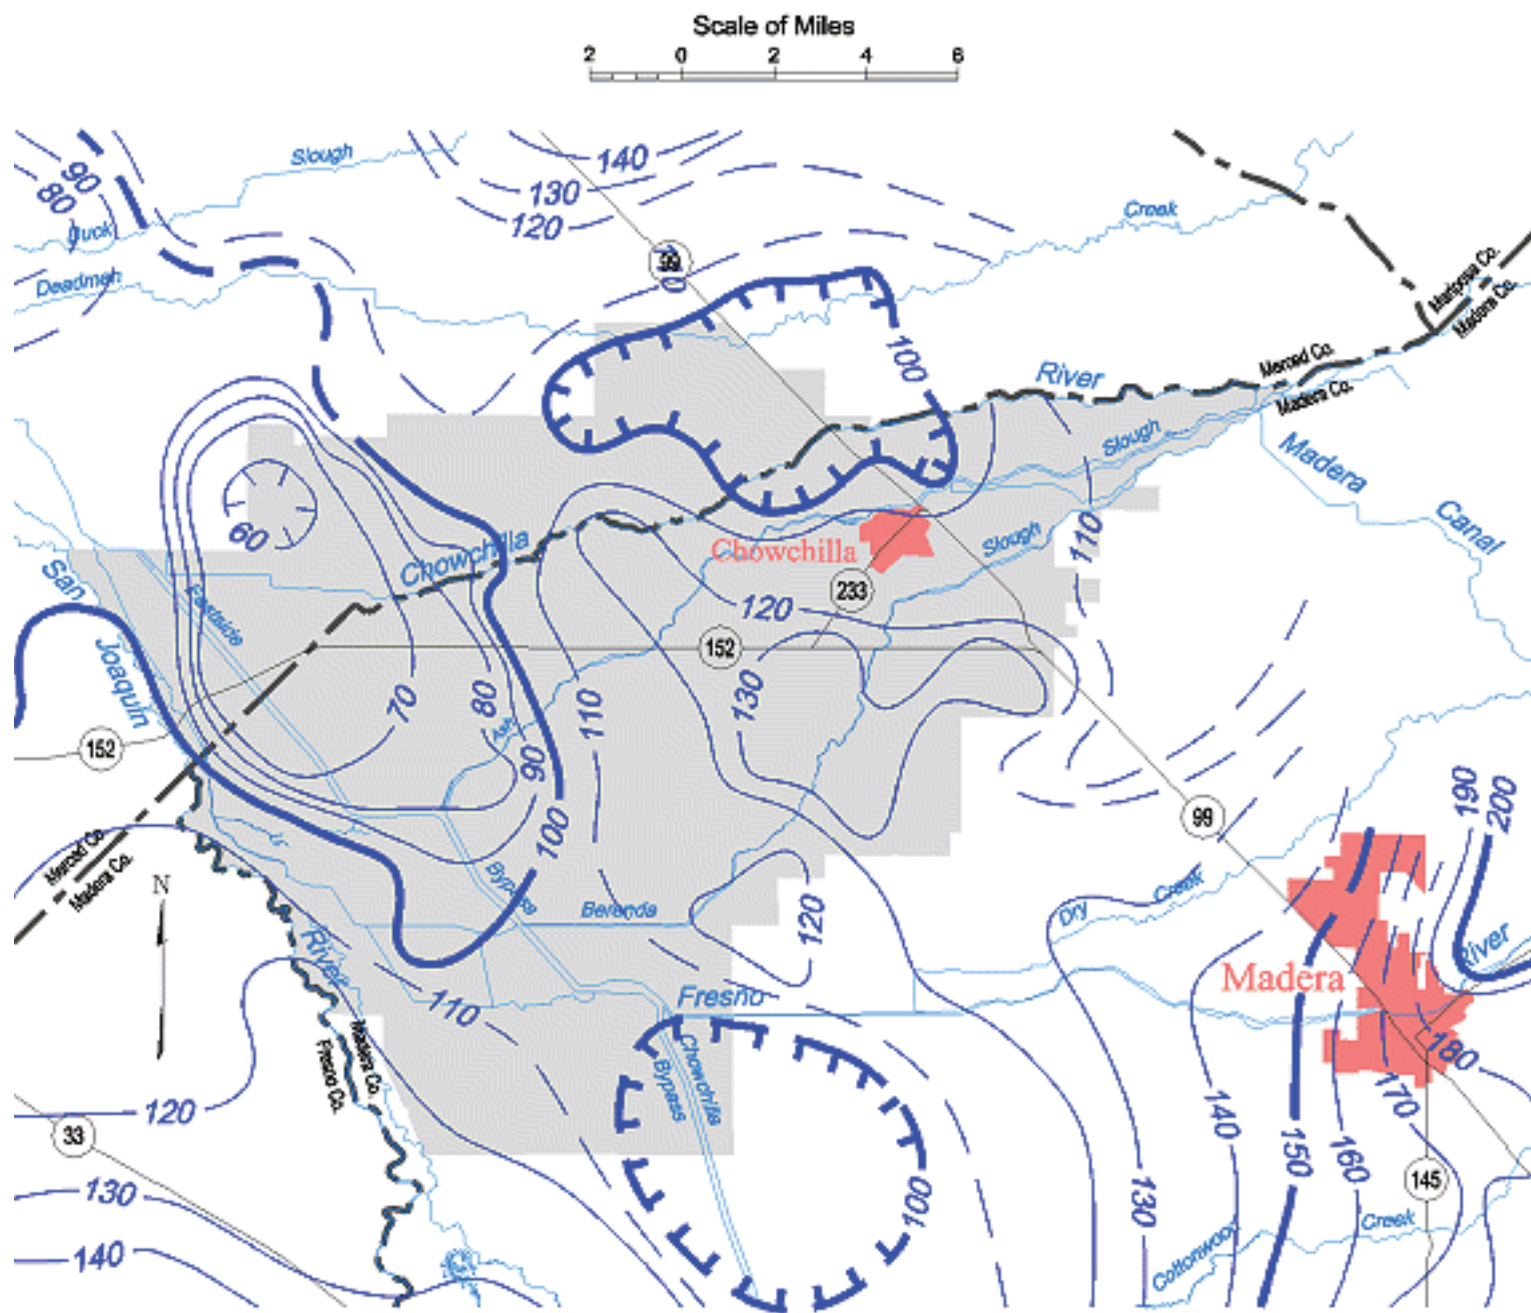 Scale of Miles
2 0 2 4 6
140
130
120
90
80
Slough
Duck
Deadman
99
110
Creek
Mariposa Co.
Madera Co.
100
River
Merced Co.
Madera Co.
Slough
Madera
Canal
60
Chowchilla
Chowchilla
Slough
110
233
120
152
San
Joaquin
Eastside
70
80
110
130
Ash
90
152
100
99
190
200
Merced Co.
Madera Co.
N
Bypass
Berenda
120
Dry
Creek
River
Madera
River
110
Fresno
Madera Co.
Fresno Co.
Chowchilla
Bypass
180
170
120
33
140
150
160
145
130
100
130
140
Cottonwood
Creek